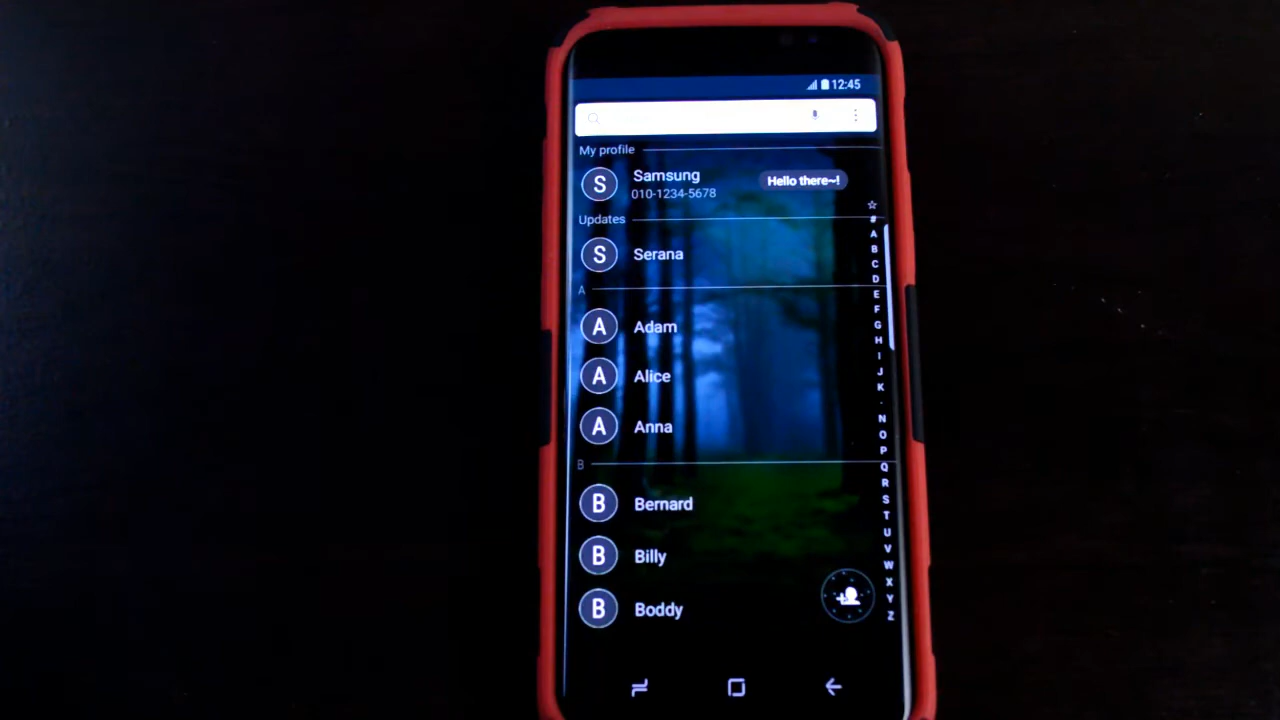 12:45
My profile
S Samsung
010-1234-5678
Hello there~!
Updates
S Serana
A
A Adam
A Alice
A Anna
B
B Bernard
B Billy
B Boddy
#
A
B
C
D
E
F
G
H
I
J
K
.
N
O
P
Q
R
S
T
U
V
W
X
Y
Z